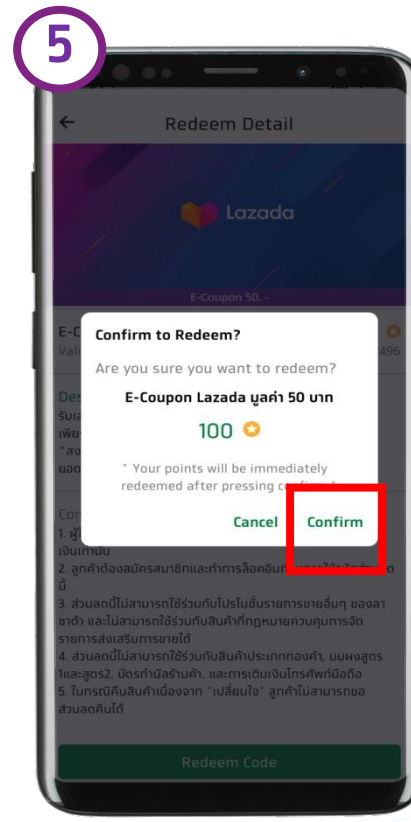 5
Redeem Detail
Lazada
E-Coupon 50.-
E-C
Vali
496
Confirm to Redeem?
Are you sure you want to redeem?
E-Coupon Lazada มูลค่า 50 บาท
100
* Your points will be immediately
redeemed after pressing
Cancel Confirm
Des
รับเ
เพีย
ยอด
Con
1.
เงินเท่านั้น
2. ลูกค้าต้องสมัครสมาชิกและทำการล็อคอิน
นี้
3. ส่วนลดนี้ไม่สามารถใช้ร่วมกับโปรโมชั่นรายการขายอื่นๆ ของลา
ซาด้า และไม่สามารถใช้ร่วมกับสินค้าที่กฎหมายควบคุมการจัด
รายการส่งเสริมการขายได้
4. ส่วนลดนี้ไม่สามารถใช้ร่วมกับสินค้าประเภททองคำ, นมผงสูตร
1และสูตร2, บัตรกำนัลร้านค้า, และการเติมเงินโทรศัพท์มือถือ
5. ในกรณีคืนสินค้าเนื่องจาก "เปลี่ยนใจ" ลูกค้าไม่สามารถขอ
ส่วนลดคืนได้
Redeem Code